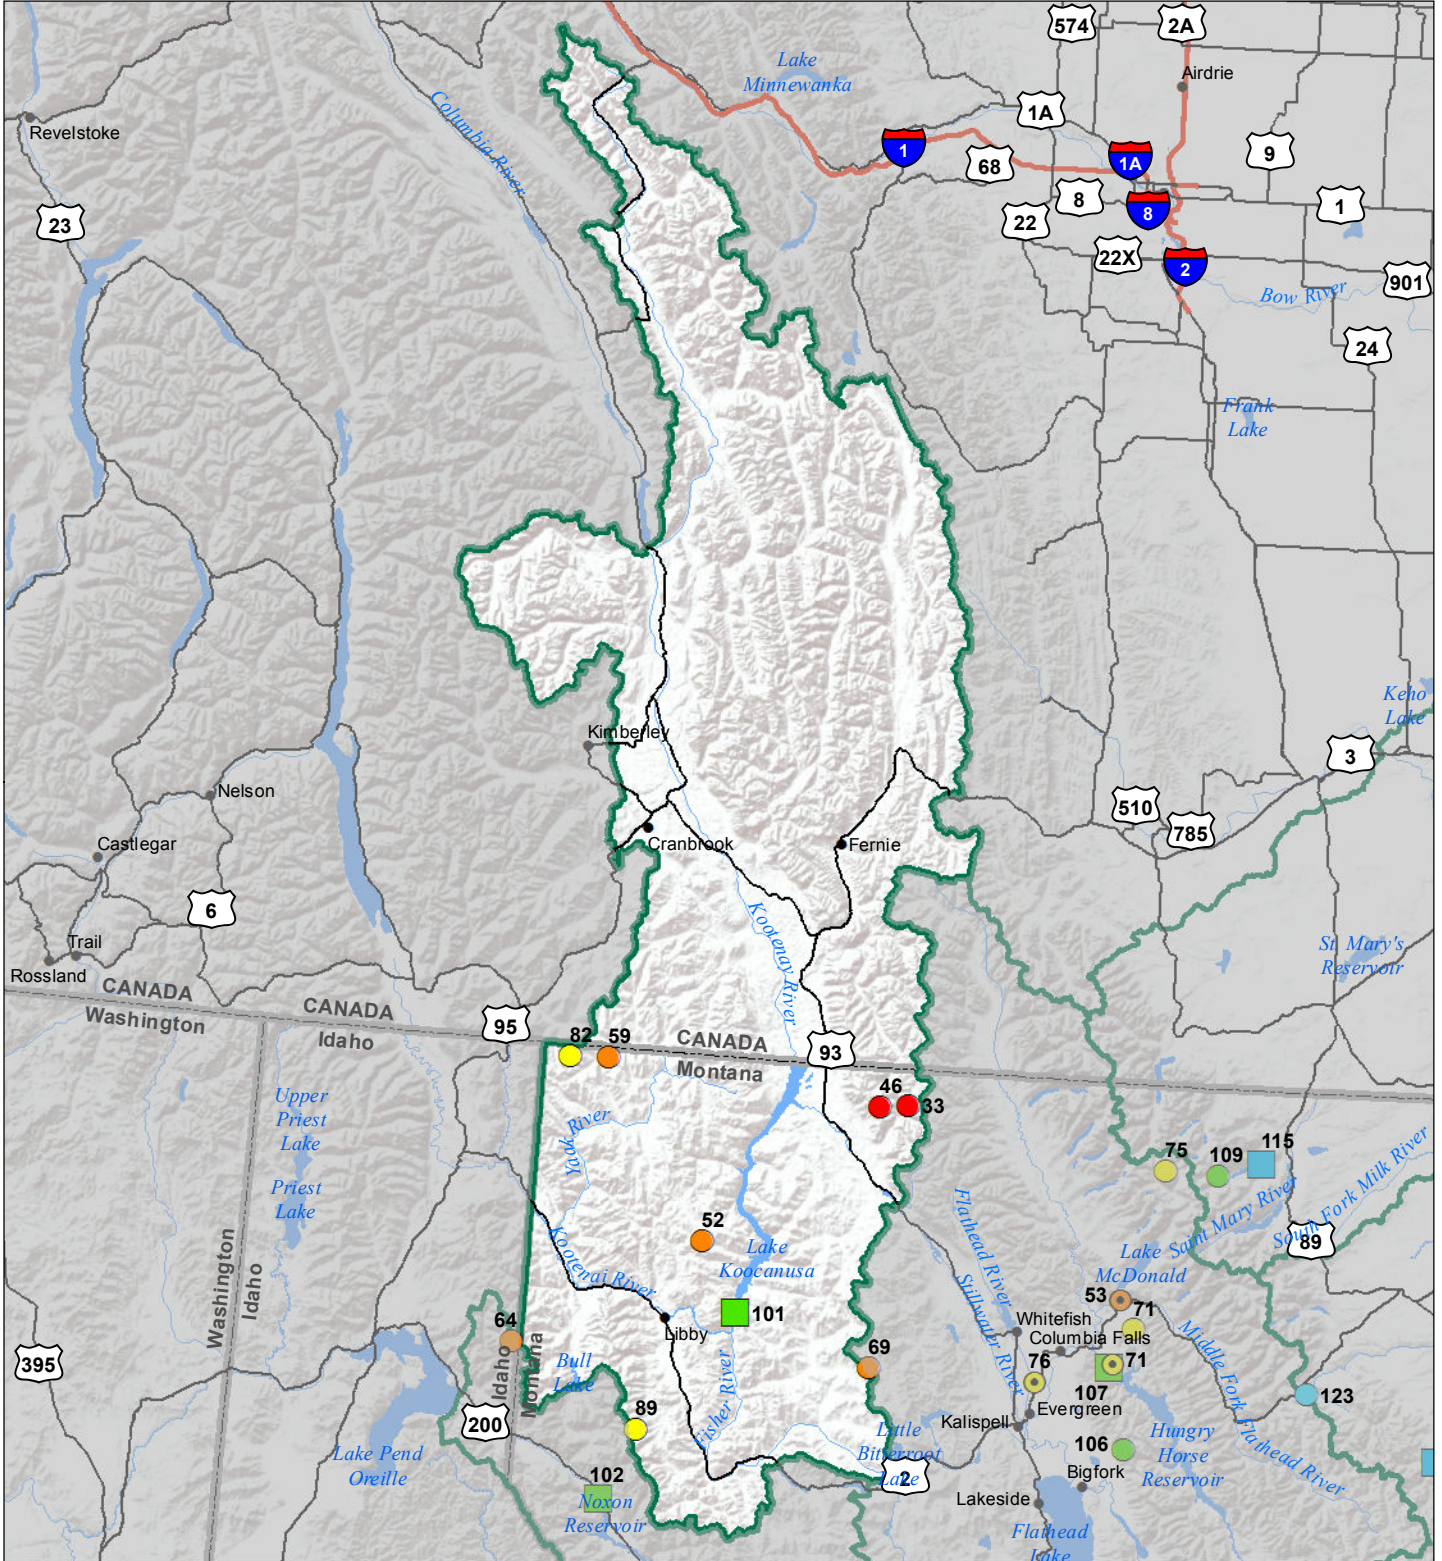 574
2A
Lake
Minnewanka
Airdrie
Columbia River
1A
Revelstoke
1
68
1A
9
8
8
1
23
22
22X
2
901
Bow River
24
Frank
Lake
Keho
Lake
Kimberley
3
Nelson
510
785
Castlegar
Cranbrook
Fernie
6
Kootenay River
Trail
Rossland
St. Mary's
Reservoir
CANADA
Washington
CANADA
Idaho
95
82
59
CANADA
Montana
93
46
33
Upper
Priest
Lake
Yaak
River
75
109
115
Priest
Lake
South Fork Milk River
Saint Mary River
89
Flathead River
Washington
Idaho
52
Lake
Koocanusa
Kootenai River
Lake
McDonald
Stillwater River
53
71
101
64
Libby
Whitefish
Columbia Falls
Middle Fork Flathead River
395
Idaho
Montana
Bull
Lake
69
76
71
107
123
Fisher River
89
200
Evergreen
Kalispell
Little
Bitterroot
Lake
Lake Pend
Oreille
106
Hungry
Horse
Reservoir
2
Bigfork
102
Noxon
Reservoir
Lakeside
Flathead
Lake